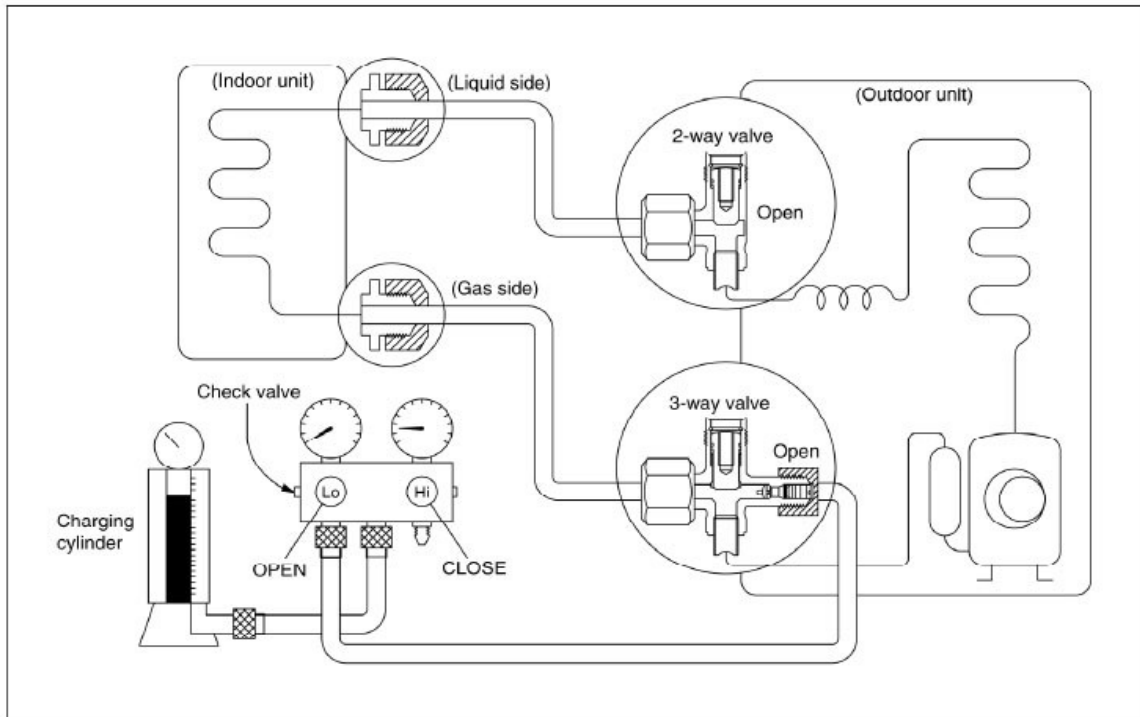 (Indoor unit)
(Liquid side)
(Outdoor unit)
2-way valve
Open
(Gas side)
3-way valve
Open
Check valve
Lo
Hi
Charging
cylinder
OPEN
CLOSE